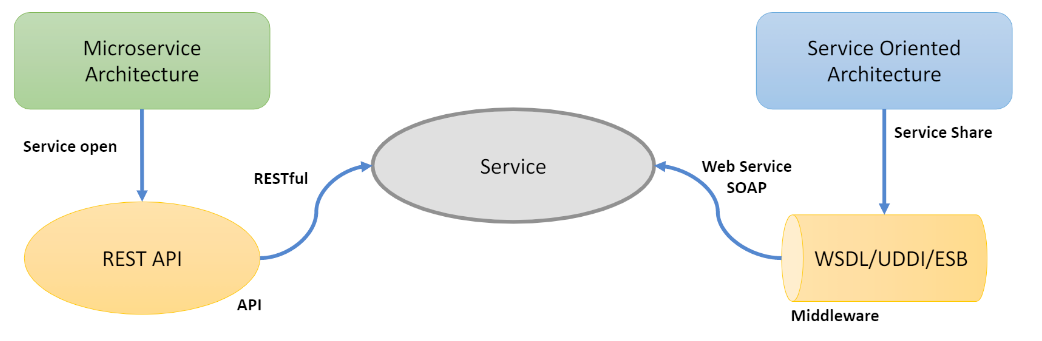 Microservice
Architecture
Service Oriented
Architecture
Service open
Service Share
RESTful
Service
Web Service
SOAP
REST API
WSDL/UDDI/ESB
API
Middleware